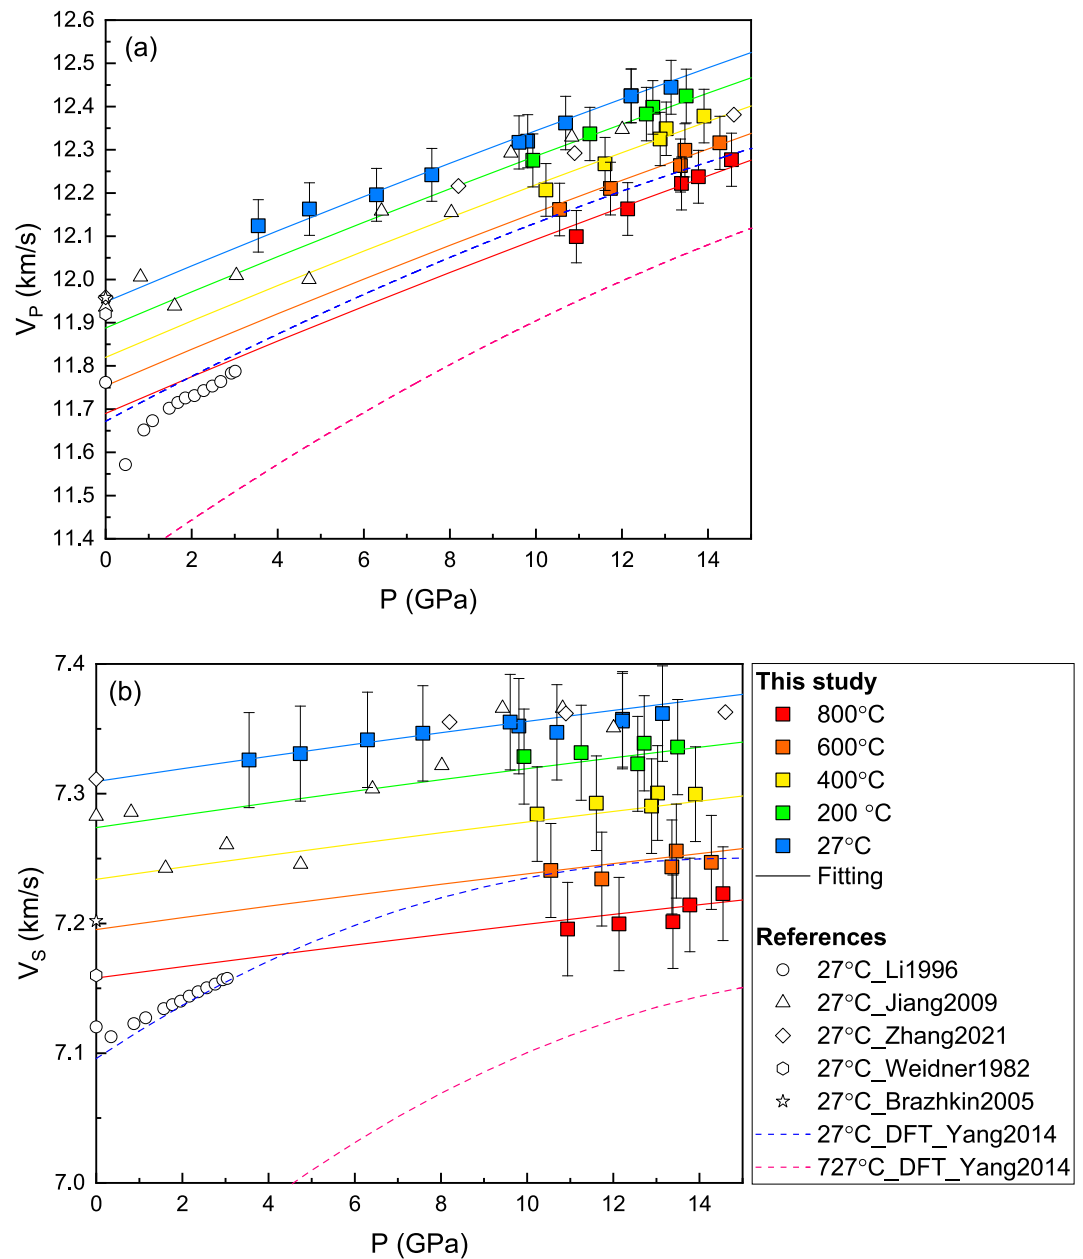 (a)
12.6
12.5
12.4
12.3
12.2
12.1
12.0
11.9
11.8
11.7
11.6
11.5
11.4
V_P (km/s)
0 2 4 6 8 10 12 14
P (GPa)
(b)
7.4
7.3
7.2
7.1
7.0
V_S (km/s)
0 2 4 6 8 10 12 14
P (GPa)
This study
800°C
600°C
400°C
200 °C
27°C
Fitting
References
27°C_Li1996
27°C_Jiang2009
27°C_Zhang2021
27°C_Weidner1982
27°C_Brazhkin2005
27°C_DFT_Yang2014
727°C_DFT_Yang2014